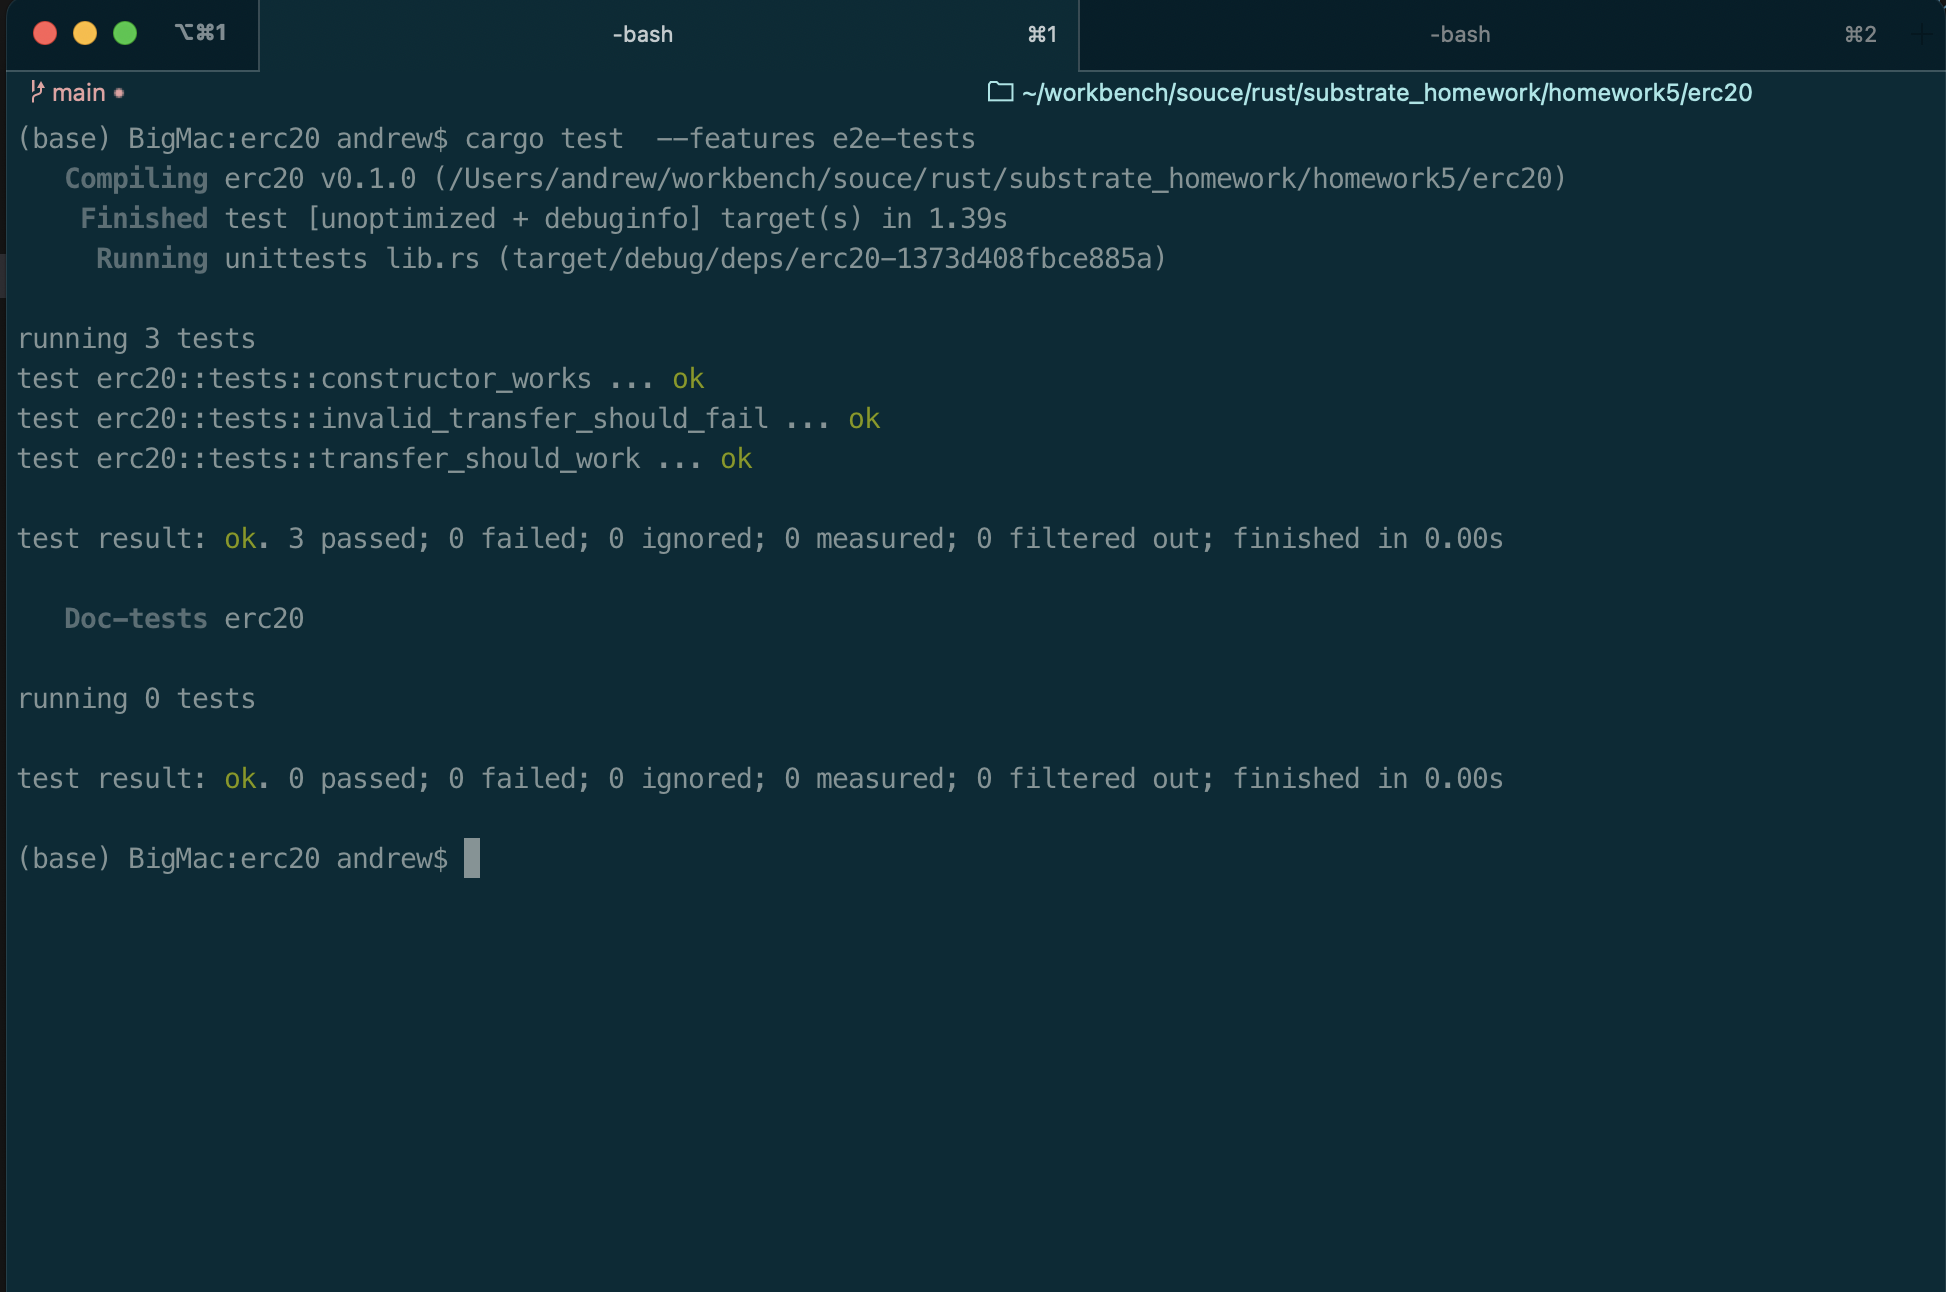 ⌥⌘1 -bash ⌘1 -bash ⌘2 +
main • ~/workbench/souce/rust/substrate_homework/homework5/erc20
(base) BigMac:erc20 andrew$ cargo test  --features e2e-tests
   Compiling erc20 v0.1.0 (/Users/andrew/workbench/souce/rust/substrate_homework/homework5/erc20)
    Finished test [unoptimized + debuginfo] target(s) in 1.39s
     Running unittests lib.rs (target/debug/deps/erc20-1373d408fbce885a)
running 3 tests
test erc20::tests::constructor_works ... ok
test erc20::tests::invalid_transfer_should_fail ... ok
test erc20::tests::transfer_should_work ... ok
test result: ok. 3 passed; 0 failed; 0 ignored; 0 measured; 0 filtered out; finished in 0.00s
   Doc-tests erc20
running 0 tests
test result: ok. 0 passed; 0 failed; 0 ignored; 0 measured; 0 filtered out; finished in 0.00s
(base) BigMac:erc20 andrew$